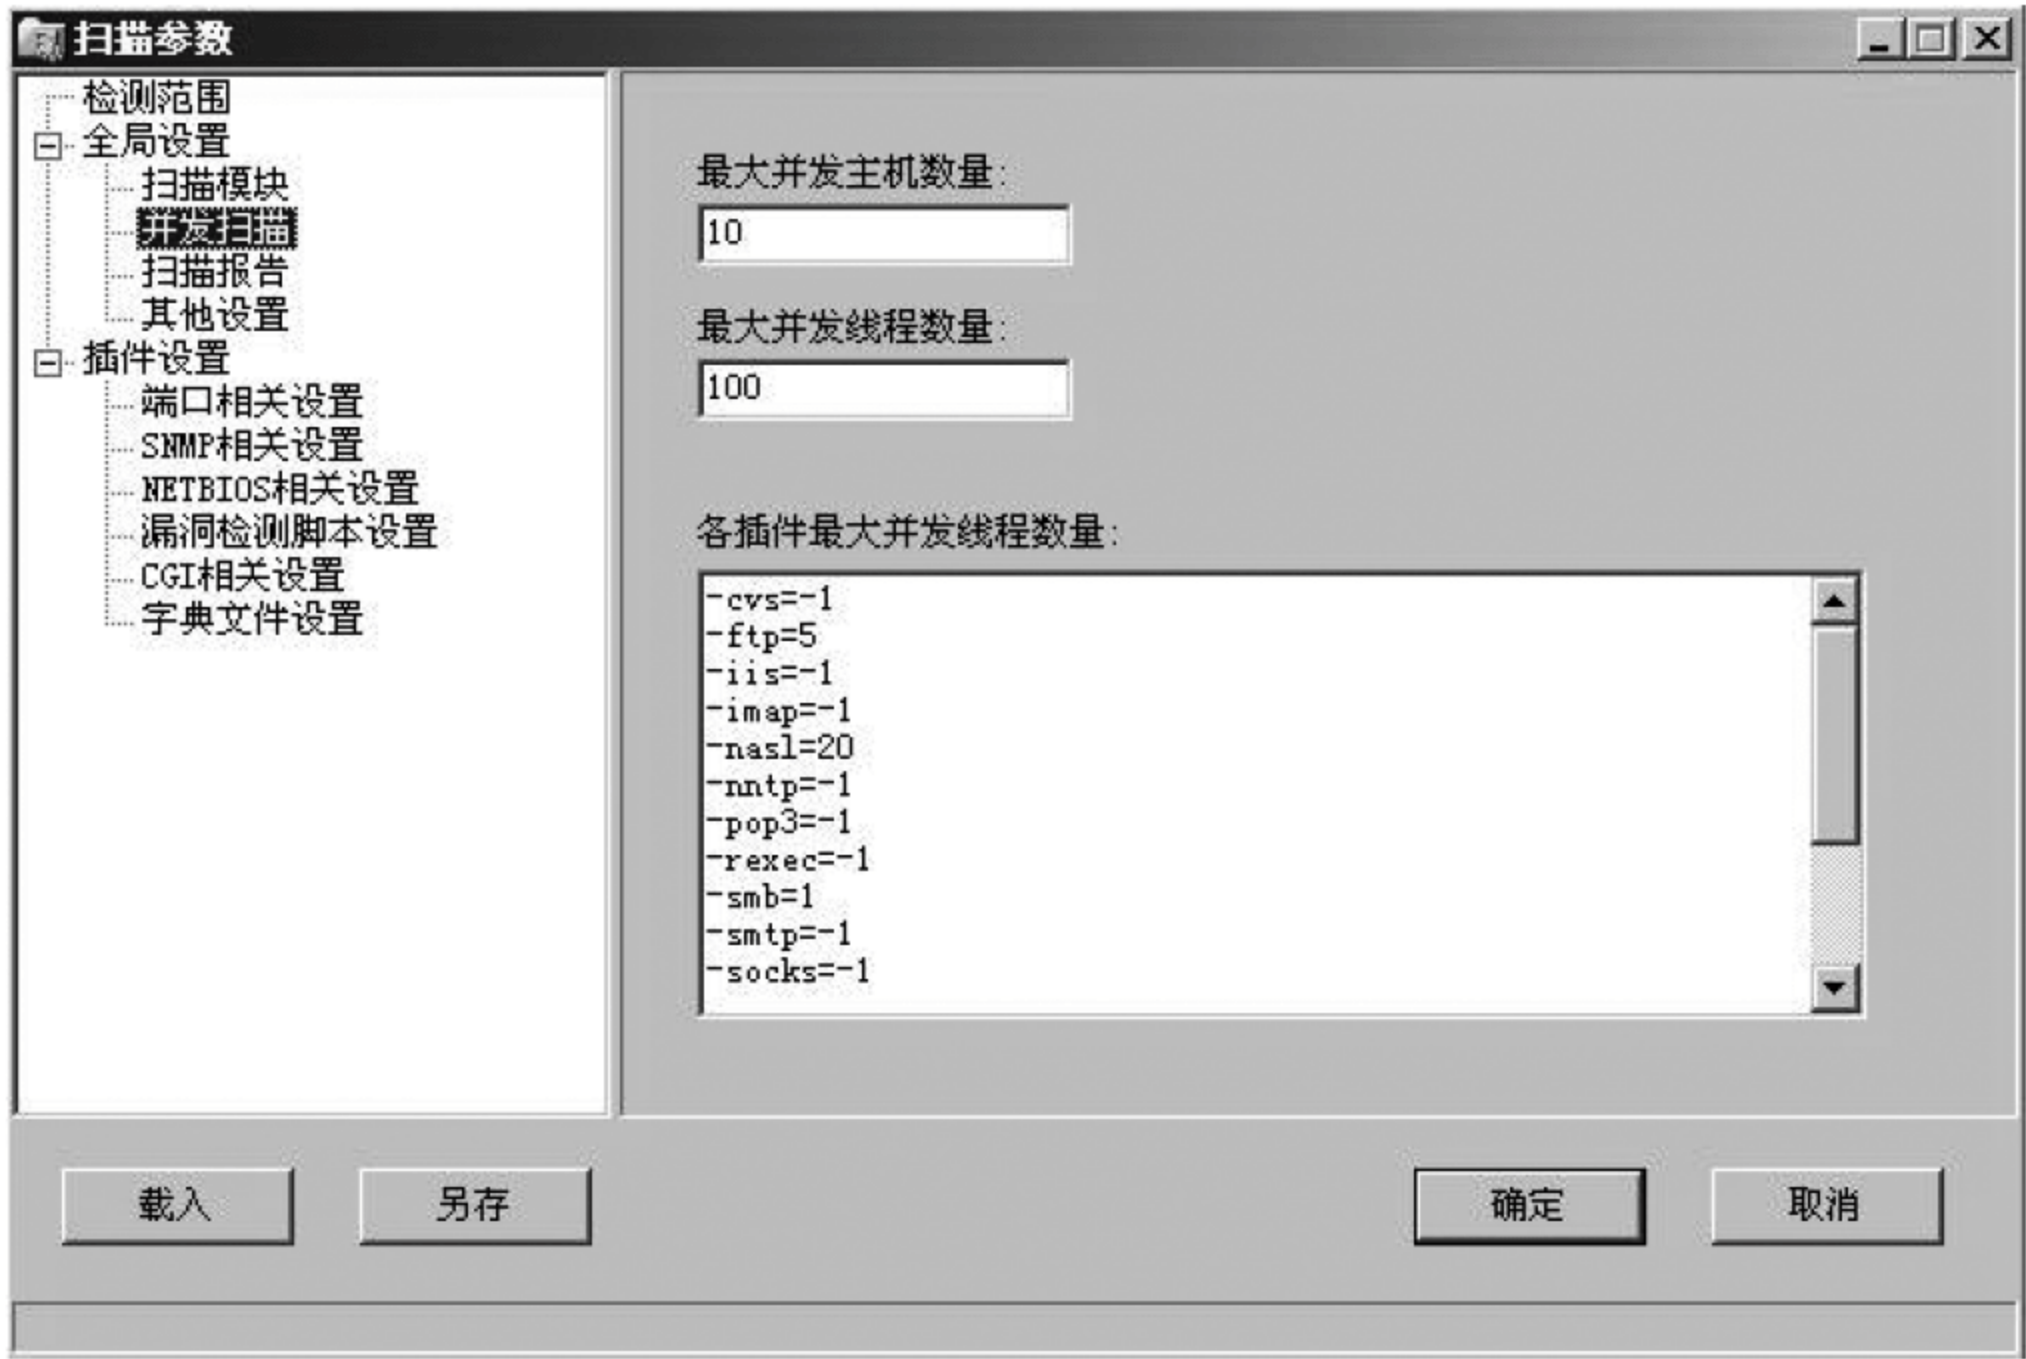 扫描参数
检测范围
全局设置
扫描模块
并发扫描
扫描报告
其他设置
插件设置
端口相关设置
SNMP相关设置
NETBIOS相关设置
漏洞检测脚本设置
CGI相关设置
字典文件设置
最大并发主机数量:
10
最大并发线程数量:
100
各插件最大并发线程数量:
-cvs=-1
-ftp=5
-iis=-1
-imap=-1
-nasl=20
-nntp=-1
-pop3=-1
-rexec=-1
-smb=1
-smtp=-1
-socks=-1
载入
另存
确定
取消